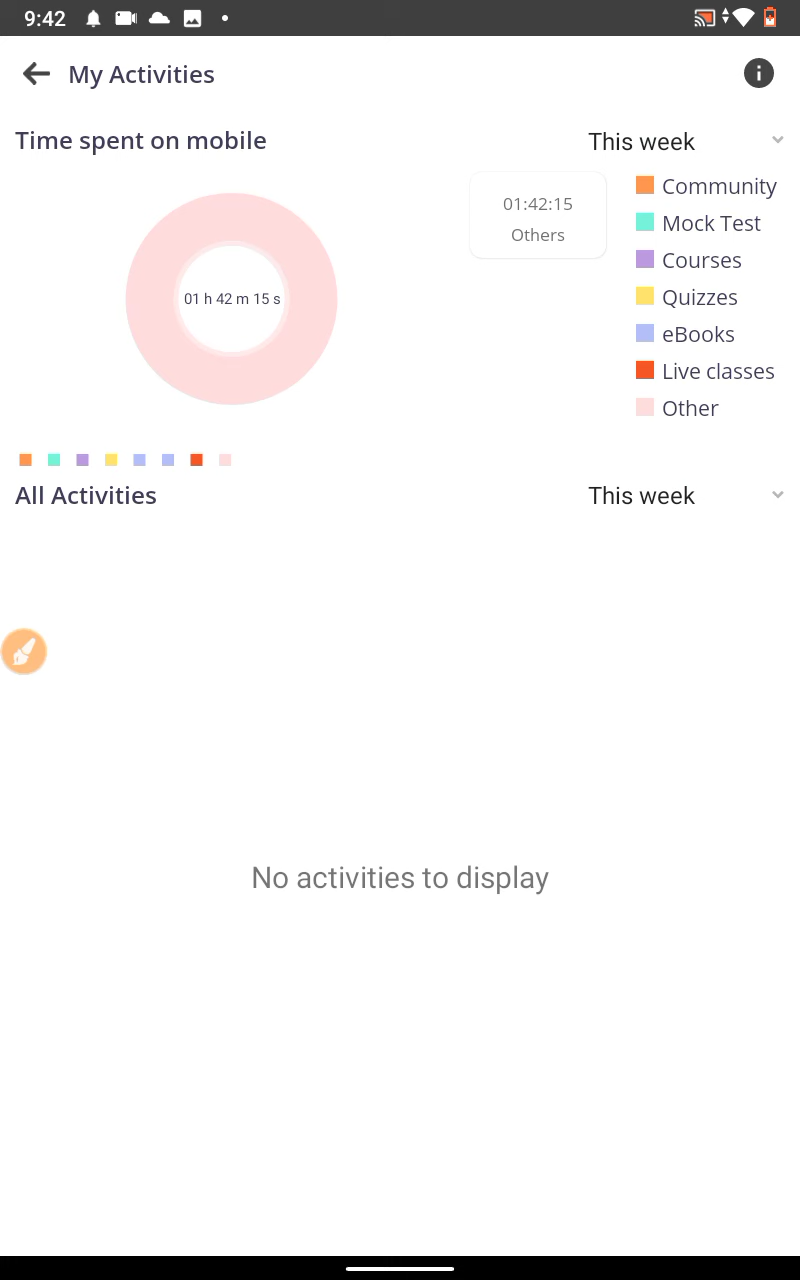 9:42
My Activities
Time spent on mobile
This week
01 h 42 m 15 s
01:42:15
Others
Community
Mock Test
Courses
Quizzes
eBooks
Live classes
Other
All Activities
This week
No activities to display